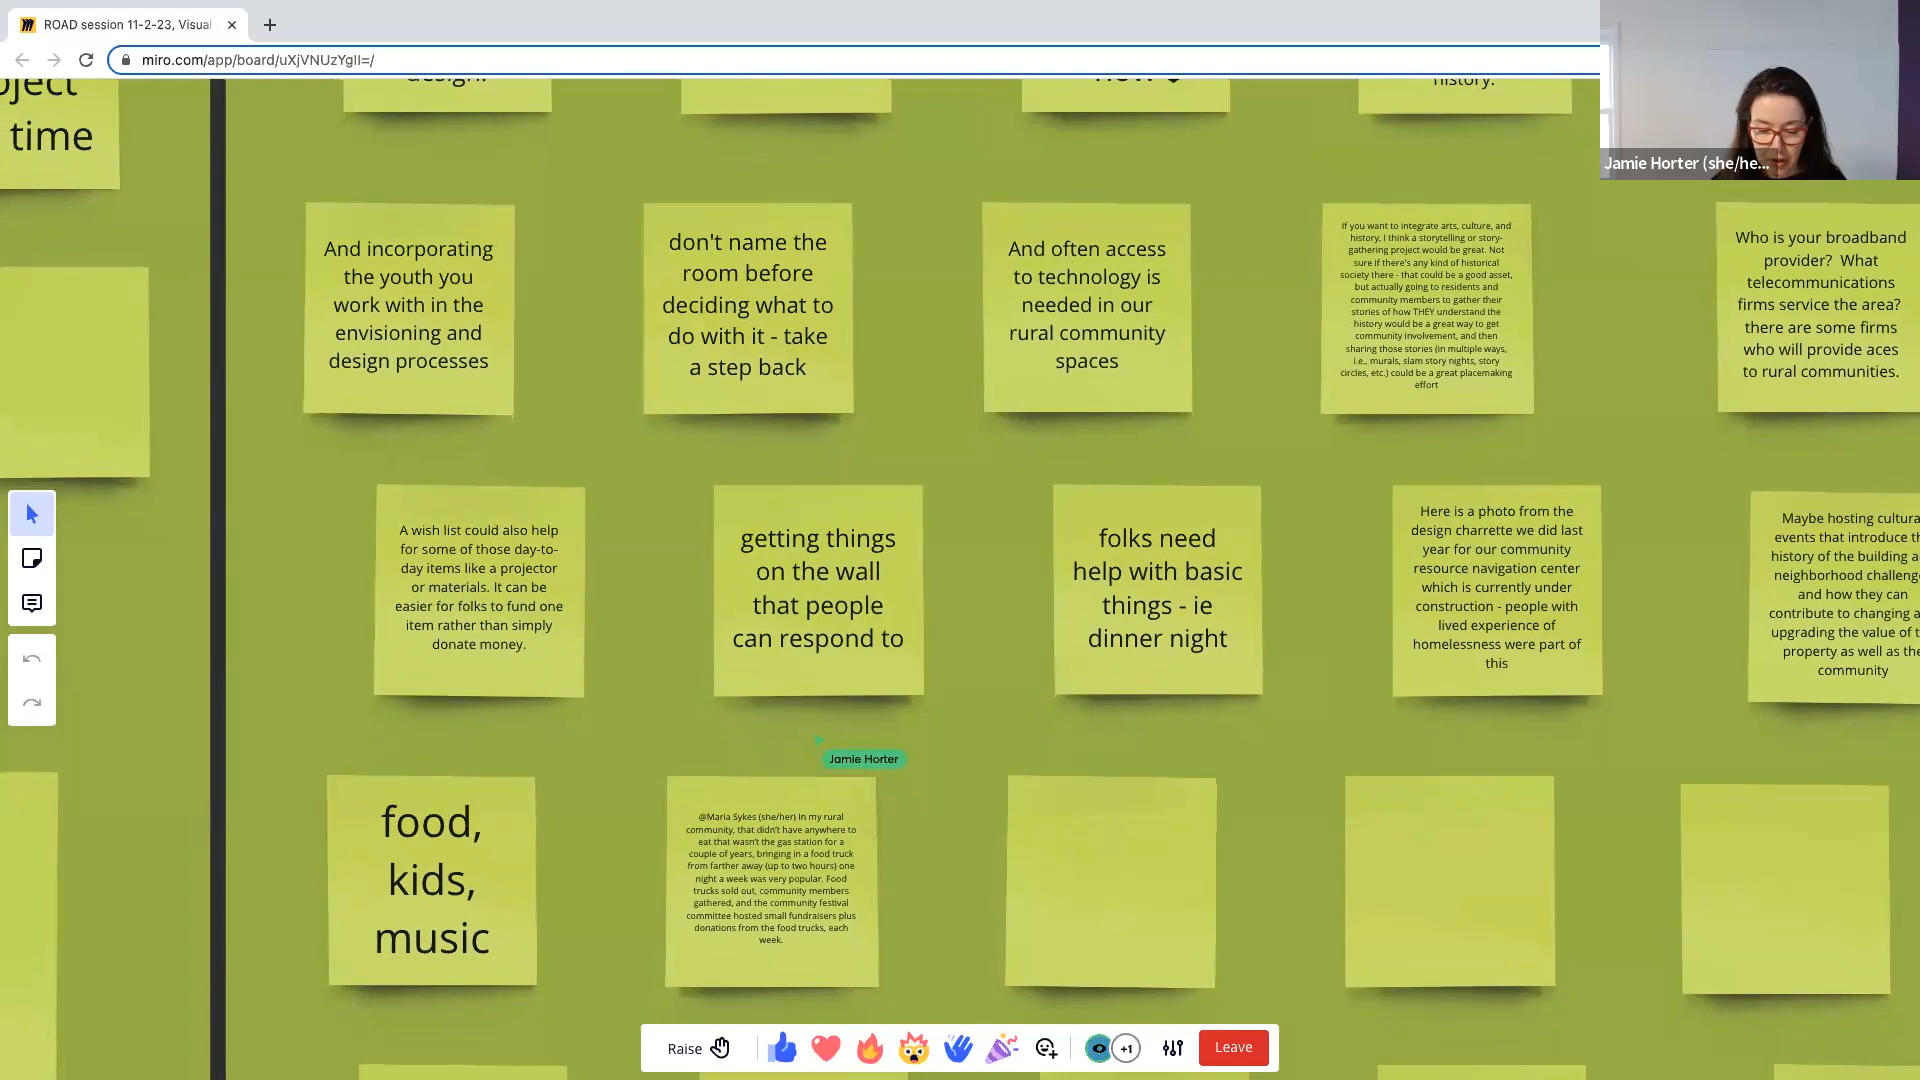 ROAD session 11-2-23, Visual
miro.com/app/board/uXjVNUzYglI=/
Jamie Horter (she/he...
time
design.
history.
And incorporating
the youth you
work with in the
envisioning and
design processes
don't name the
room before
deciding what to
do with it - take
a step back
And often access
to technology is
needed in our
rural community
spaces
If you want to integrate arts, culture, and
history, I think a storytelling or story-
gathering project would be great. Not
sure if there's any kind of historical
society there - that could be a good asset,
but actually going to residents and
community members to gather their
stories of how THEY understand the
history would be a great way to get
community involvement, and then
sharing those stories (in multiple ways,
i.e., murals, slam story nights, story
circles, etc.) could be a great placemaking
effort
Who is your broadband
provider? What
telecommunications
firms service the area?
there are some firms
who will provide aces
to rural communities.
A wish list could also help
for some of those day-to-
day items like a projector
or materials. It can be
easier for folks to fund one
item rather than simply
donate money.
getting things
on the wall
that people
can respond to
folks need
help with basic
things - ie
dinner night
Here is a photo from the
design charrette we did last
year for our community
resource navigation center
which is currently under
construction - people with
lived experience of
homelessness were part of
this
Maybe hosting cultura
events that introduce th
history of the building a
neighborhood challeng
and how they can
contribute to changing a
upgrading the value of t
property as well as the
community
Jamie Horter
food,
kids,
music
@Maria Sykes (she/her) In my rural
community, that didn't have anywhere to
eat that wasn't the gas station for a
couple of years, bringing in a food truck
from farther away (up to two hours) one
night a week was very popular. Food
trucks sold out, community members
gathered, and the community festival
committee hosted small fundraisers plus
donations from the food trucks, each
week.
Raise
+1
Leave